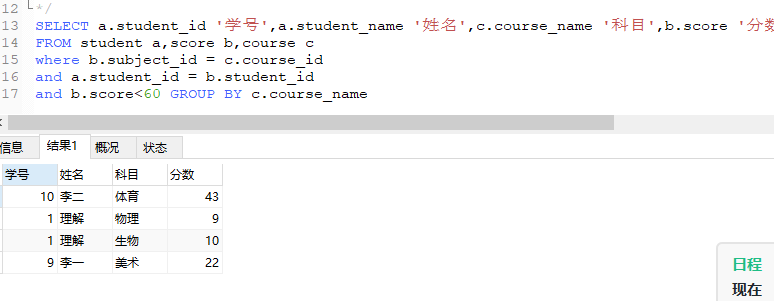 12 */
13 SELECT a.student_id '学号',a.student_name '姓名',c.course_name '科目',b.score '分数
14 FROM student a,score b,course c
15 where b.subject_id = c.course_id
16 and a.student_id = b.student_id
17 and b.score<60 GROUP BY c.course_name
信息 结果1 概况 状态
学号 姓名 科目 分数
10 李二 体育 43
1 理解 物理 9
1 理解 生物 10
9 李一 美术 22
日程
现在